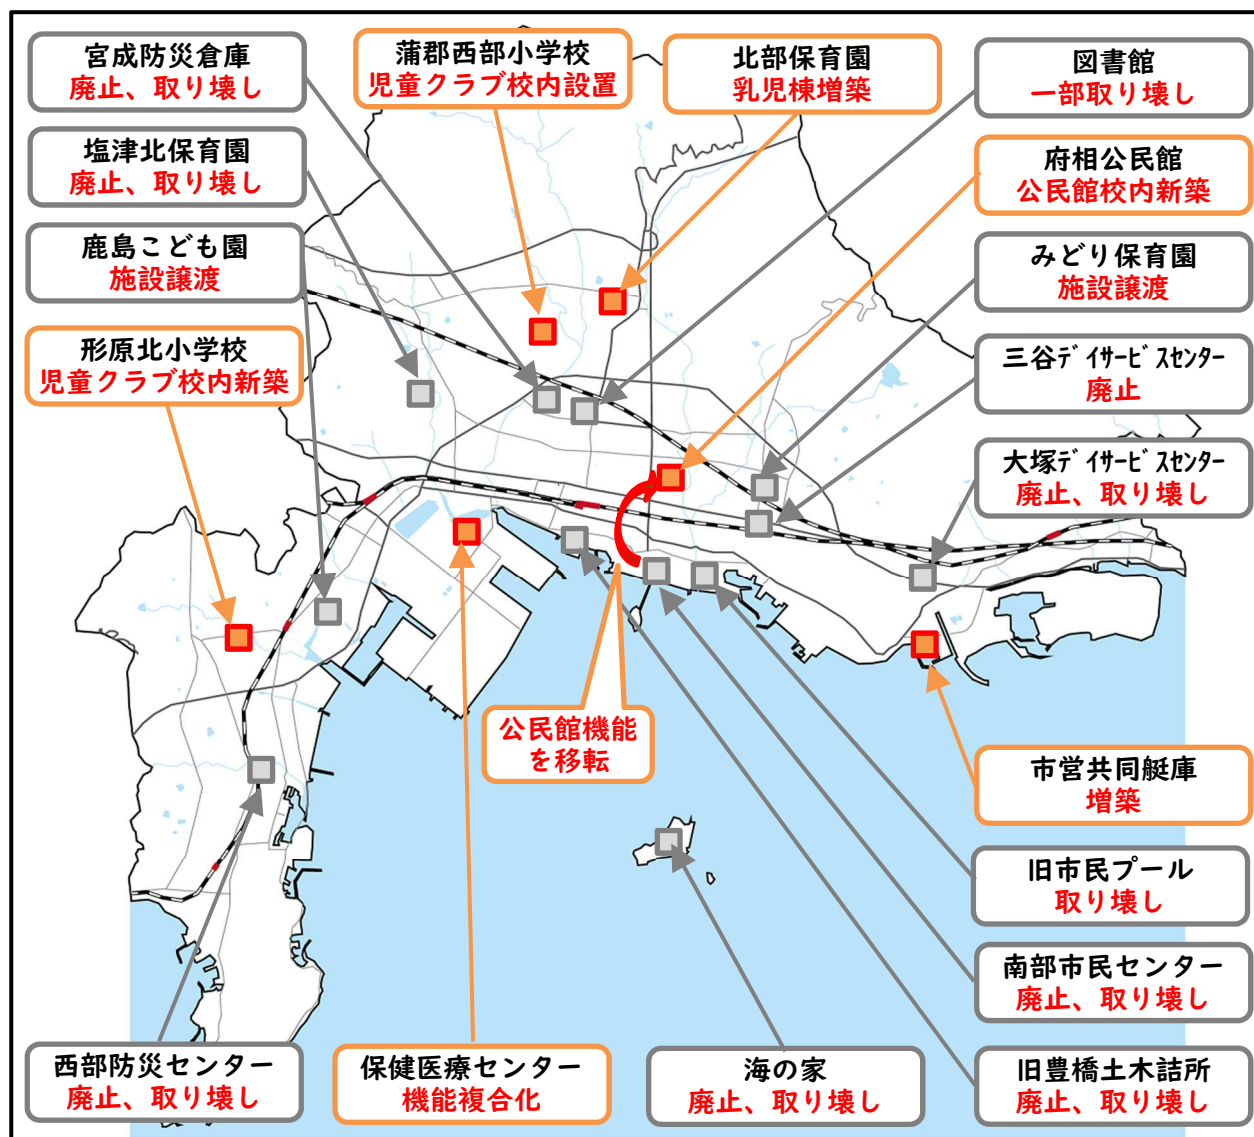 宮成防災倉庫
廃止、取り壊し
蒲郡西部小学校
児童クラブ校内設置
北部保育園
乳児棟増築
図書館
一部取り壊し
塩津北保育園
廃止、取り壊し
府相公民館
公民館校内新築
鹿島こども園
施設譲渡
みどり保育園
施設譲渡
形原北小学校
児童クラブ校内新築
三谷ﾃﾞｲｻｰﾋﾞｽｾﾝﾀｰ
廃止
大塚ﾃﾞｲｻｰﾋﾞｽｾﾝﾀｰ
廃止、取り壊し
公民館機能
を移転
市営共同艇庫
増築
旧市民プール
取り壊し
南部市民センター
廃止、取り壊し
西部防災センター
廃止、取り壊し
保健医療センター
機能複合化
海の家
廃止、取り壊し
旧豊橋土木詰所
廃止、取り壊し